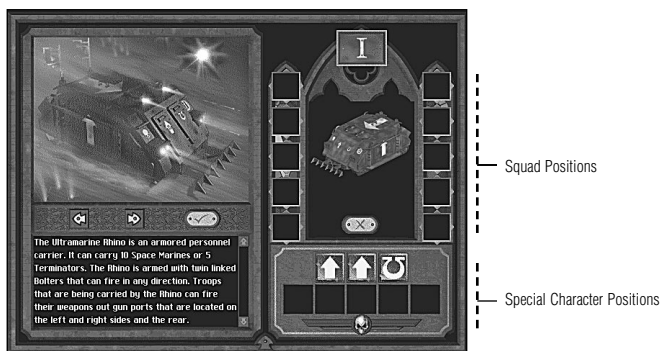 I
The Ultramarine Rhino is an armored personnel
carrier. It can carry 10 Space Marines or 5
Terminators. The Rhino is armed with twin linked
Bolters that can fire in any direction. Troops
that are being carried by the Rhino can fire
their weapons out gun ports that are located on
the left and right sides and the rear.
Squad Positions
Special Character Positions